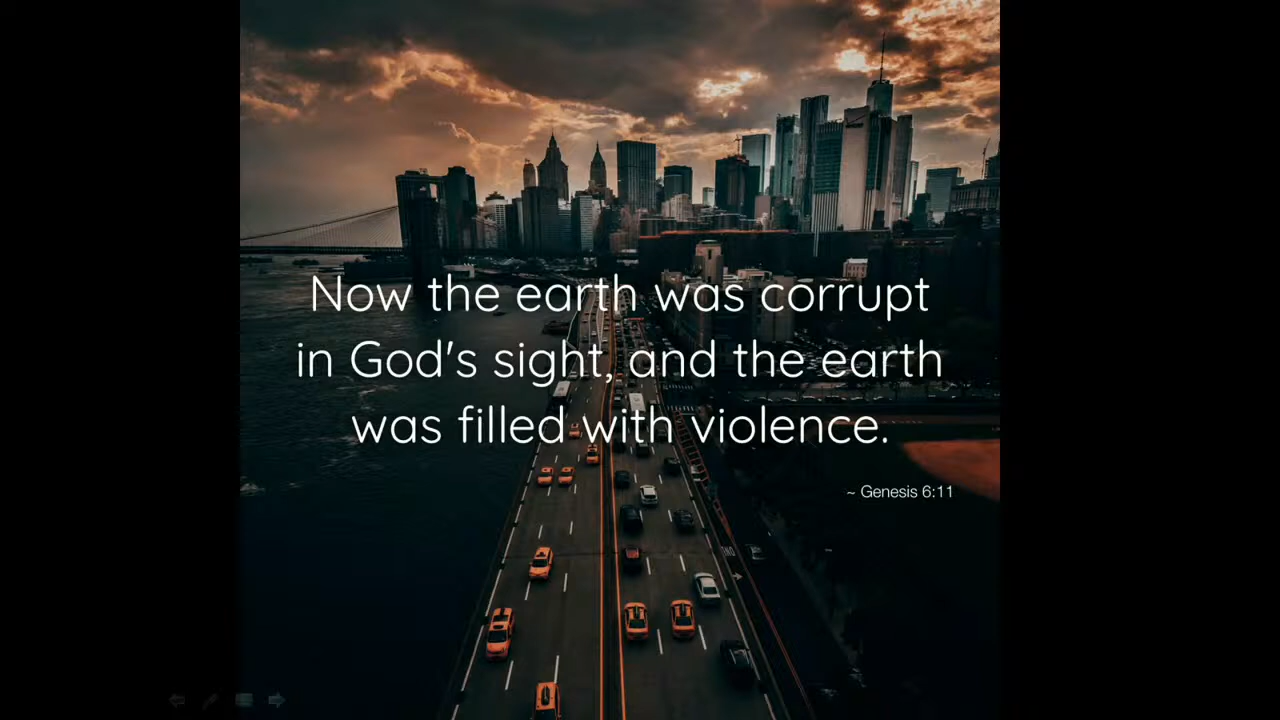 Now the earth was corrupt
in God's sight, and the earth
was filled with violence.
~ Genesis 6:11